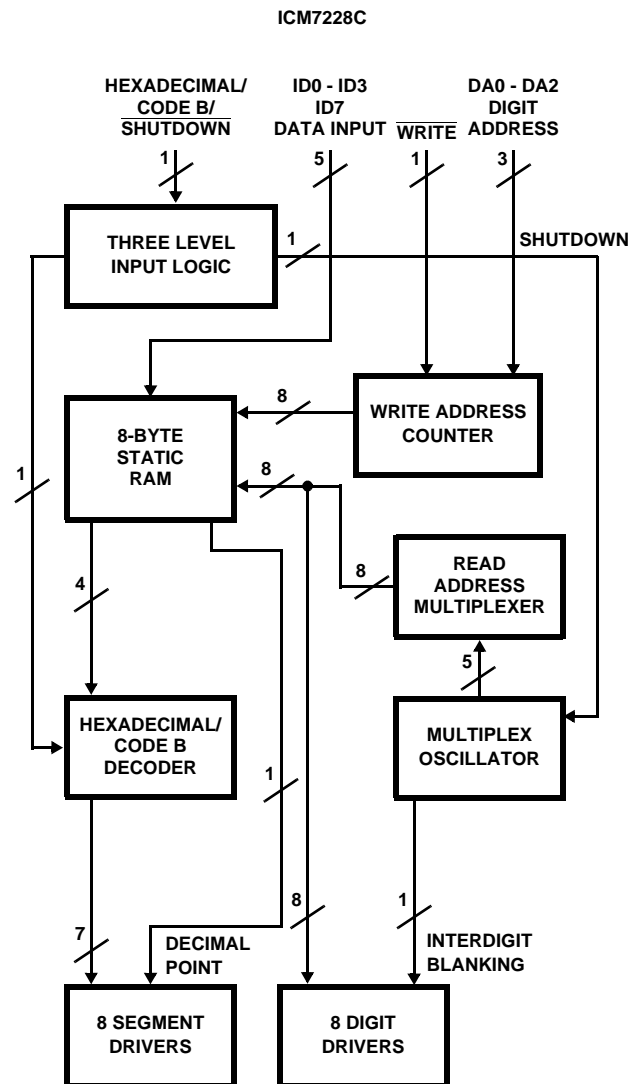 ICM7228C
HEXADECIMAL/
CODE B/
SHUTDOWN
ID0 - ID3
ID7
DATA INPUT
WRITE
DA0 - DA2
DIGIT
ADDRESS
1
5
1
3
THREE LEVEL
INPUT LOGIC
1
SHUTDOWN
8-BYTE
STATIC
RAM
8
WRITE ADDRESS
COUNTER
1
8
4
8
READ
ADDRESS
MULTIPLEXER
5
HEXADECIMAL/
CODE B
DECODER
1
MULTIPLEX
OSCILLATOR
7
DECIMAL
POINT
8
1
INTERDIGIT
BLANKING
8 SEGMENT
DRIVERS
8 DIGIT
DRIVERS